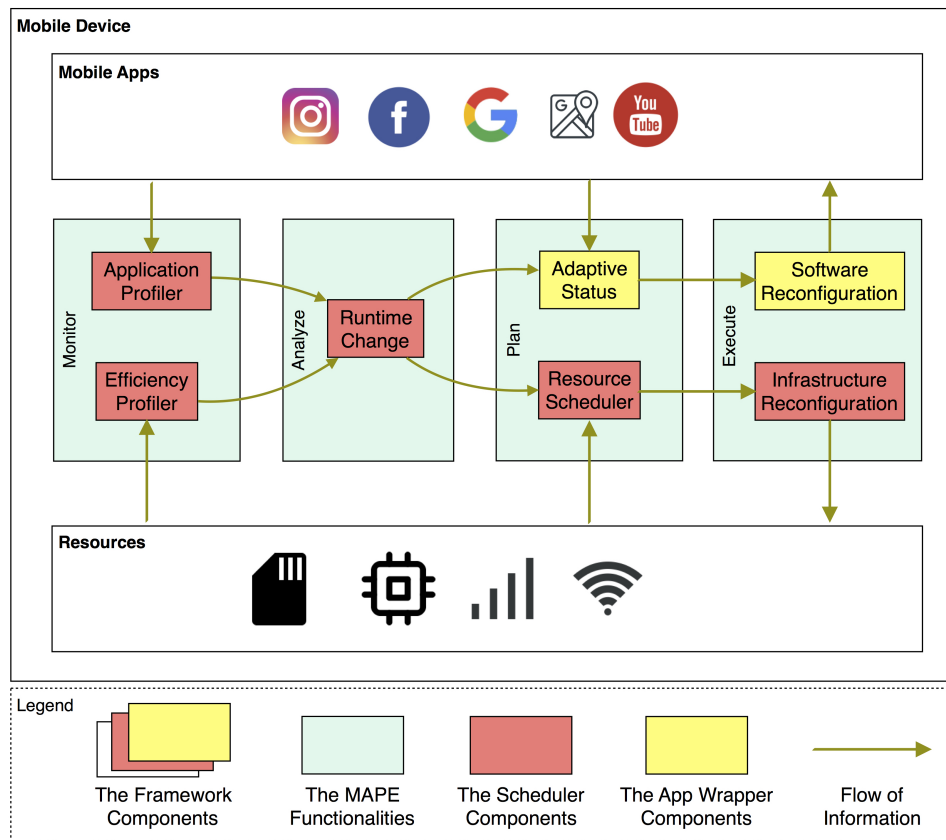 Mobile Device
Mobile Apps
f
G
G
You
Tube
Monitor
Application
Profiler
Efficiency
Profiler
Analyze
Runtime
Change
Plan
Adaptive
Status
Resource
Scheduler
Execute
Software
Reconfiguration
Infrastructure
Reconfiguration
Resources
Legend
The Framework
Components
The MAPE
Functionalities
The Scheduler
Components
The App Wrapper
Components
Flow of
Information